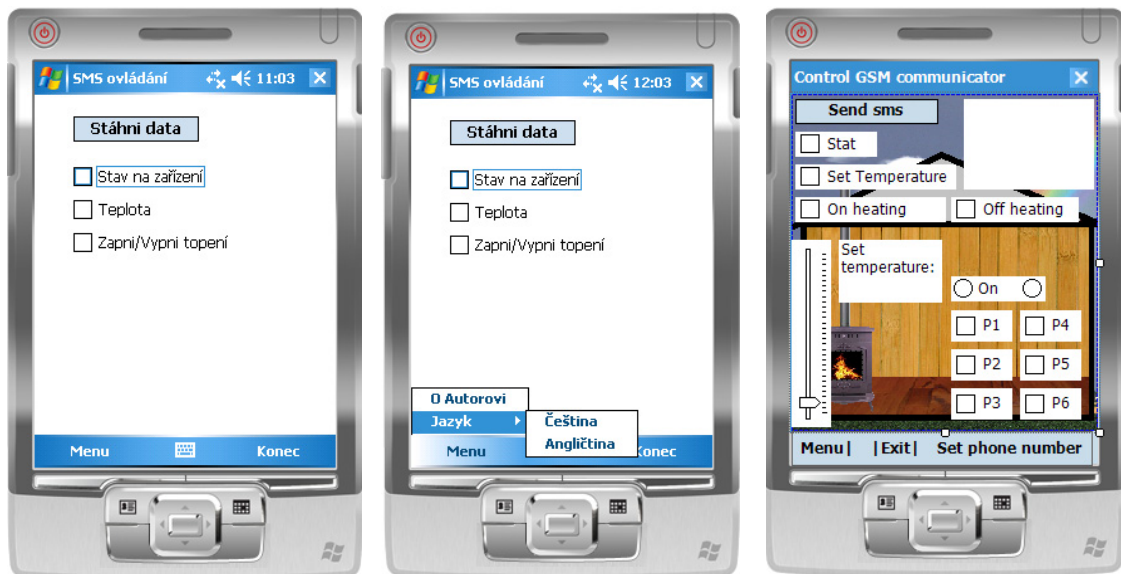 SMS ovládání 11:03
Stáhni data
Stav na zařízení
Teplota
Zapni/Vypni topení
Menu Konec
SMS ovládání 12:03
Stáhni data
Stav na zařízení
Teplota
Zapni/Vypni topení
O Autorovi
Jazyk
Čeština
Angličtina
Menu Konec
Control GSM communicator
Send sms
Stat
Set Temperature
On heating Off heating
Set
temperature:
On
P1 P4
P2 P5
P3 P6
Menu| |Exit| Set phone number